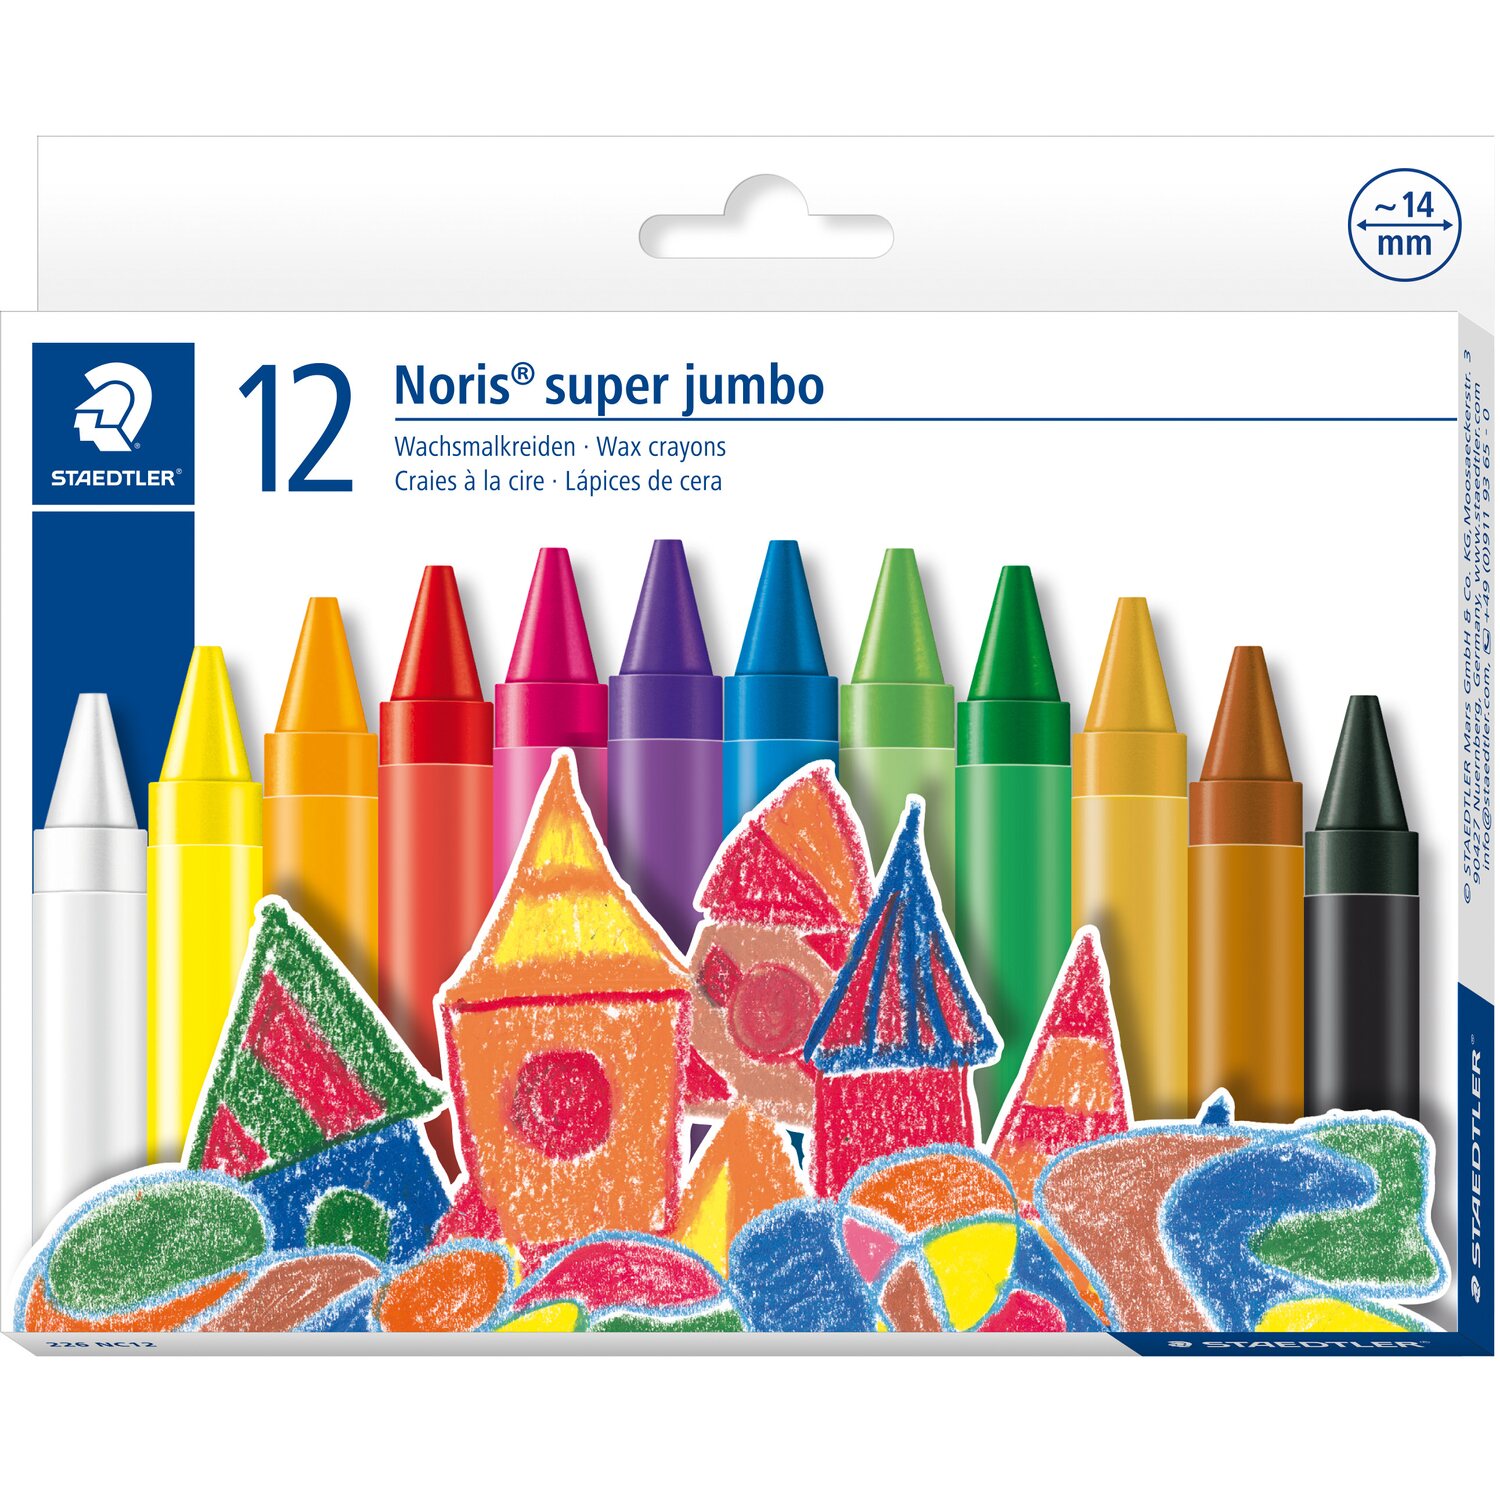 ~14
mm
STAEDTLER®
12
Noris® super jumbo
Wachsmalkreiden · Wax crayons
Craies à la cire · Lápices de cera
© STAEDTLER Mars GmbH & Co. KG,Moosaeckerstr. 3
90427 Nuernberg, Germany, www.staedtler.com
info@staedtler.com, ✆ +49 (0)911 93 65 - 0
STAEDTLER®
226 NC12
STAEDTLER®